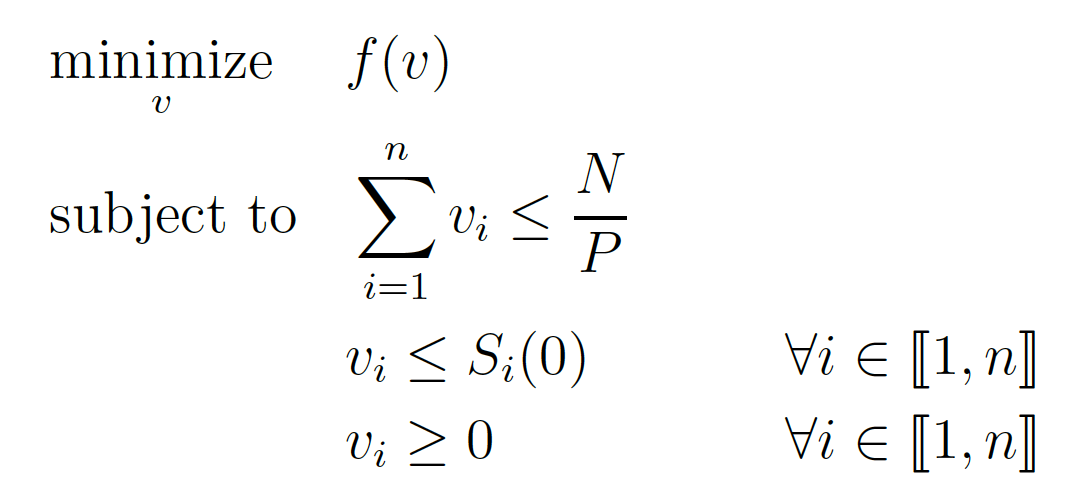 minimize_v f(v)
subject to ∑_{i=1}^{n} v_i ≤ N/P
v_i ≤ S_i(0) ∀i ∈ ⟦1, n⟧
v_i ≥ 0 ∀i ∈ ⟦1, n⟧